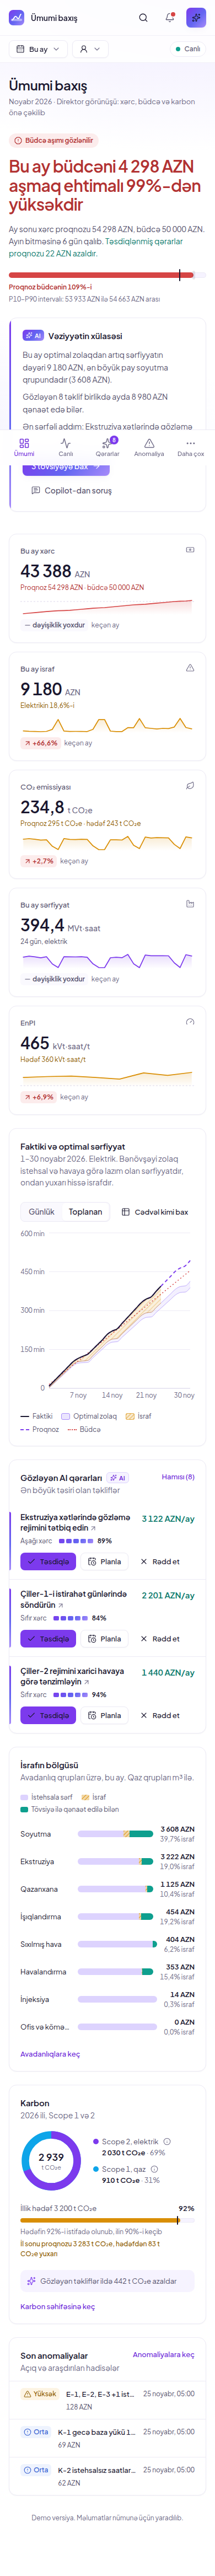 Ümumi baxış
Bu ay
Canlı
Ümumi baxış
Noyabr 2026 · Direktor görünüşü: xərc, büdcə və karbon
önə çəkilib
Büdcə aşımı gözlənilir
Bu ay büdcəni 4 298 AZN
aşmaq ehtimalı 99%-dən
yüksəkdir
Ay sonu xərc proqnozu 54 298 AZN, büdcə 50 000 AZN.
Ayın bitməsinə 6 gün qalıb. Təsdiqlənmiş qərarlar
proqnozu 22 AZN azaldır.
Proqnoz büdcənin 109%-i
P10–P90 intervalı: 53 933 AZN ilə 54 663 AZN arası
AI Vəziyyətin xülasəsi
Bu ay optimal zolaqdan artıq sərfiyyatın
dəyəri 9 180 AZN, ən böyük pay soyutma
qrupundadır (3 608 AZN).
Gözləyən 8 təklif birlikdə ayda 8 980 AZN
qənaət edə bilər.
Ən sərfəli addım: Ekstruziya xətlərində gözləmə
8
Ümumi
Canlı
Qərarlar
Anomaliya
Daha çox
3 tövsiyəyə bax
Copilot-dan soruş
Bu ay xərc
43 388 AZN
Proqnoz 54 298 AZN · büdcə 50 000 AZN
— dəyişiklik yoxdur keçən ay
Bu ay israf
9 180 AZN
Elektrikin 18,6%-i
+66,6% keçən ay
CO₂ emissiyası
234,8 t CO₂e
Proqnoz 295 t CO₂e · hədəf 243 t CO₂e
+2,7% keçən ay
Bu ay sərfiyyat
394,4 MVt·saat
24 gün, elektrik
— dəyişiklik yoxdur keçən ay
EnPI
465 kVt·saat/t
Hədəf 360 kVt·saat/t
+6,9% keçən ay
Faktiki və optimal sərfiyyat
1–30 noyabr 2026. Elektrik. Bənövşəyi zolaq
istehsal və havaya görə lazım olan sərfiyyatdır,
ondan yuxarı hissə israfdır.
Günlük
Toplanan
Cədvəl kimi bax
600 min
450 min
300 min
150 min
0
7 noy
14 noy
21 noy
30 noy
Faktiki
Optimal zolaq
İsraf
Proqnoz
Büdcə
Gözləyən AI qərarları AI
Hamısı (8)
Ən böyük təsiri olan təkliflər
Ekstruziya xətlərində gözləmə
rejimini tətbiq edin
3 122 AZN/ay
Aşağı xərc 89%
Təsdiqlə
Planla
Rədd et
Çiller-1-i istirahət günlərində
söndürün
2 201 AZN/ay
Sıfır xərc 84%
Təsdiqlə
Planla
Rədd et
Çiller-2 rejimini xarici havaya
görə tənzimləyin
1 440 AZN/ay
Sıfır xərc 94%
Təsdiqlə
Planla
Rədd et
İsrafın bölgüsü
Avadanlıq qrupları üzrə, bu ay. Qaz qrupları m³ ilə.
İstehsala sərf
İsraf
Tövsiyə ilə qənaət edilə bilən
Soyutma
3 608 AZN
39,7% israf
Ekstruziya
3 222 AZN
19,0% israf
Qazanxana
1 125 AZN
10,4% israf
İşıqlandırma
454 AZN
19,2% israf
Sıxılmış hava
404 AZN
6,2% israf
Havalandırma
353 AZN
15,4% israf
İnjeksiya
14 AZN
0,3% israf
Ofis və köma…
0 AZN
0,0% israf
Avadanlıqlara keç
Karbon
2026 ili, Scope 1 və 2
2 939
t CO₂e
Scope 2, elektrik
2 030 t CO₂e · 69%
Scope 1, qaz
910 t CO₂e · 31%
İllik hədəf 3 200 t CO₂e
92%
Hədəfin 92%-i istifadə olunub, ilin 90%-i keçib
İl sonu proqnozu 3 283 t CO₂e, hədəfdən 83 t
CO₂e yuxarı
Gözləyən təkliflər ildə 442 t CO₂e azaldar
Karbon səhifəsinə keç
Son anomaliyalar
Anomaliyalara keç
Açıq və araşdırılan hadisələr
Yüksək
E-1, E-2, E-3 +1 ist…
25 noyabr, 05:00
128 AZN
Orta
K-1 gecə baza yükü 1…
25 noyabr, 05:00
69 AZN
Orta
K-2 istehsalsız saatlar…
25 noyabr, 05:00
62 AZN
Demo versiya. Məlumatlar nümunə üçün yaradılıb.